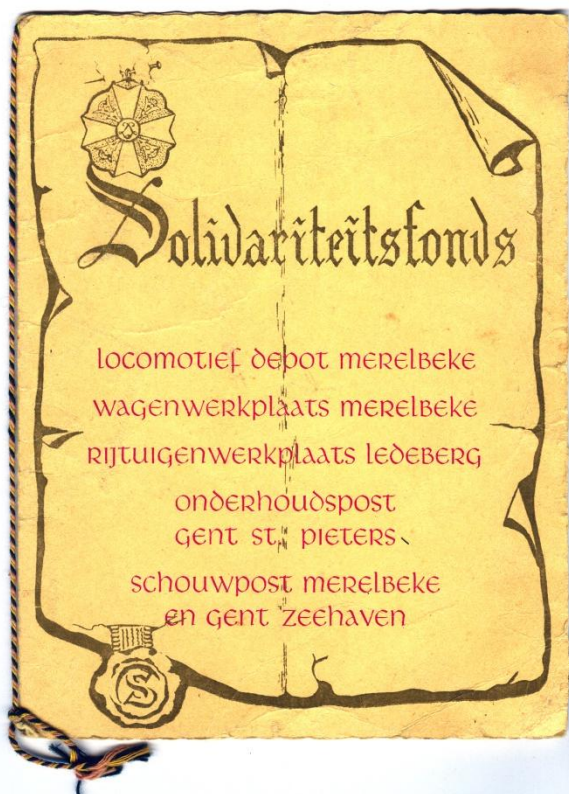 Solidariteitsfonds
locomotief depot merelbeke
wagenwerkplaats merelbeke
rijtuigenwerkplaats ledeberg
onderhoudspost
gent st. pieters
schouwpost merelbeke
en gent zeehaven
S